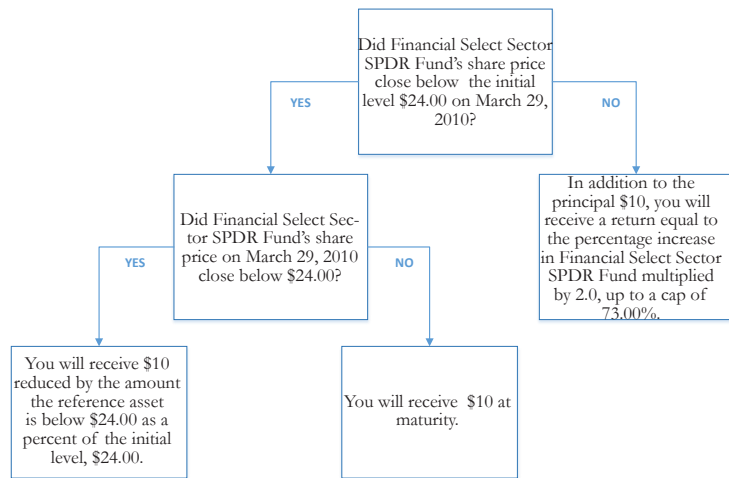 Did Financial Select Sector
SPDR Fund's share price
close below the initial
level $24.00 on March 29,
2010?
YES
NO
Did Financial Select Sec-
tor SPDR Fund's share
price on March 29, 2010
close below $24.00?
In addition to the
principal $10, you will
receive a return equal to
the percentage increase
in Financial Select Sector
SPDR Fund multiplied
by 2.0, up to a cap of
73.00%.
YES
NO
You will receive $10
reduced by the amount
the reference asset
is below $24.00 as a
percent of the initial
level, $24.00.
You will receive $10 at
maturity.